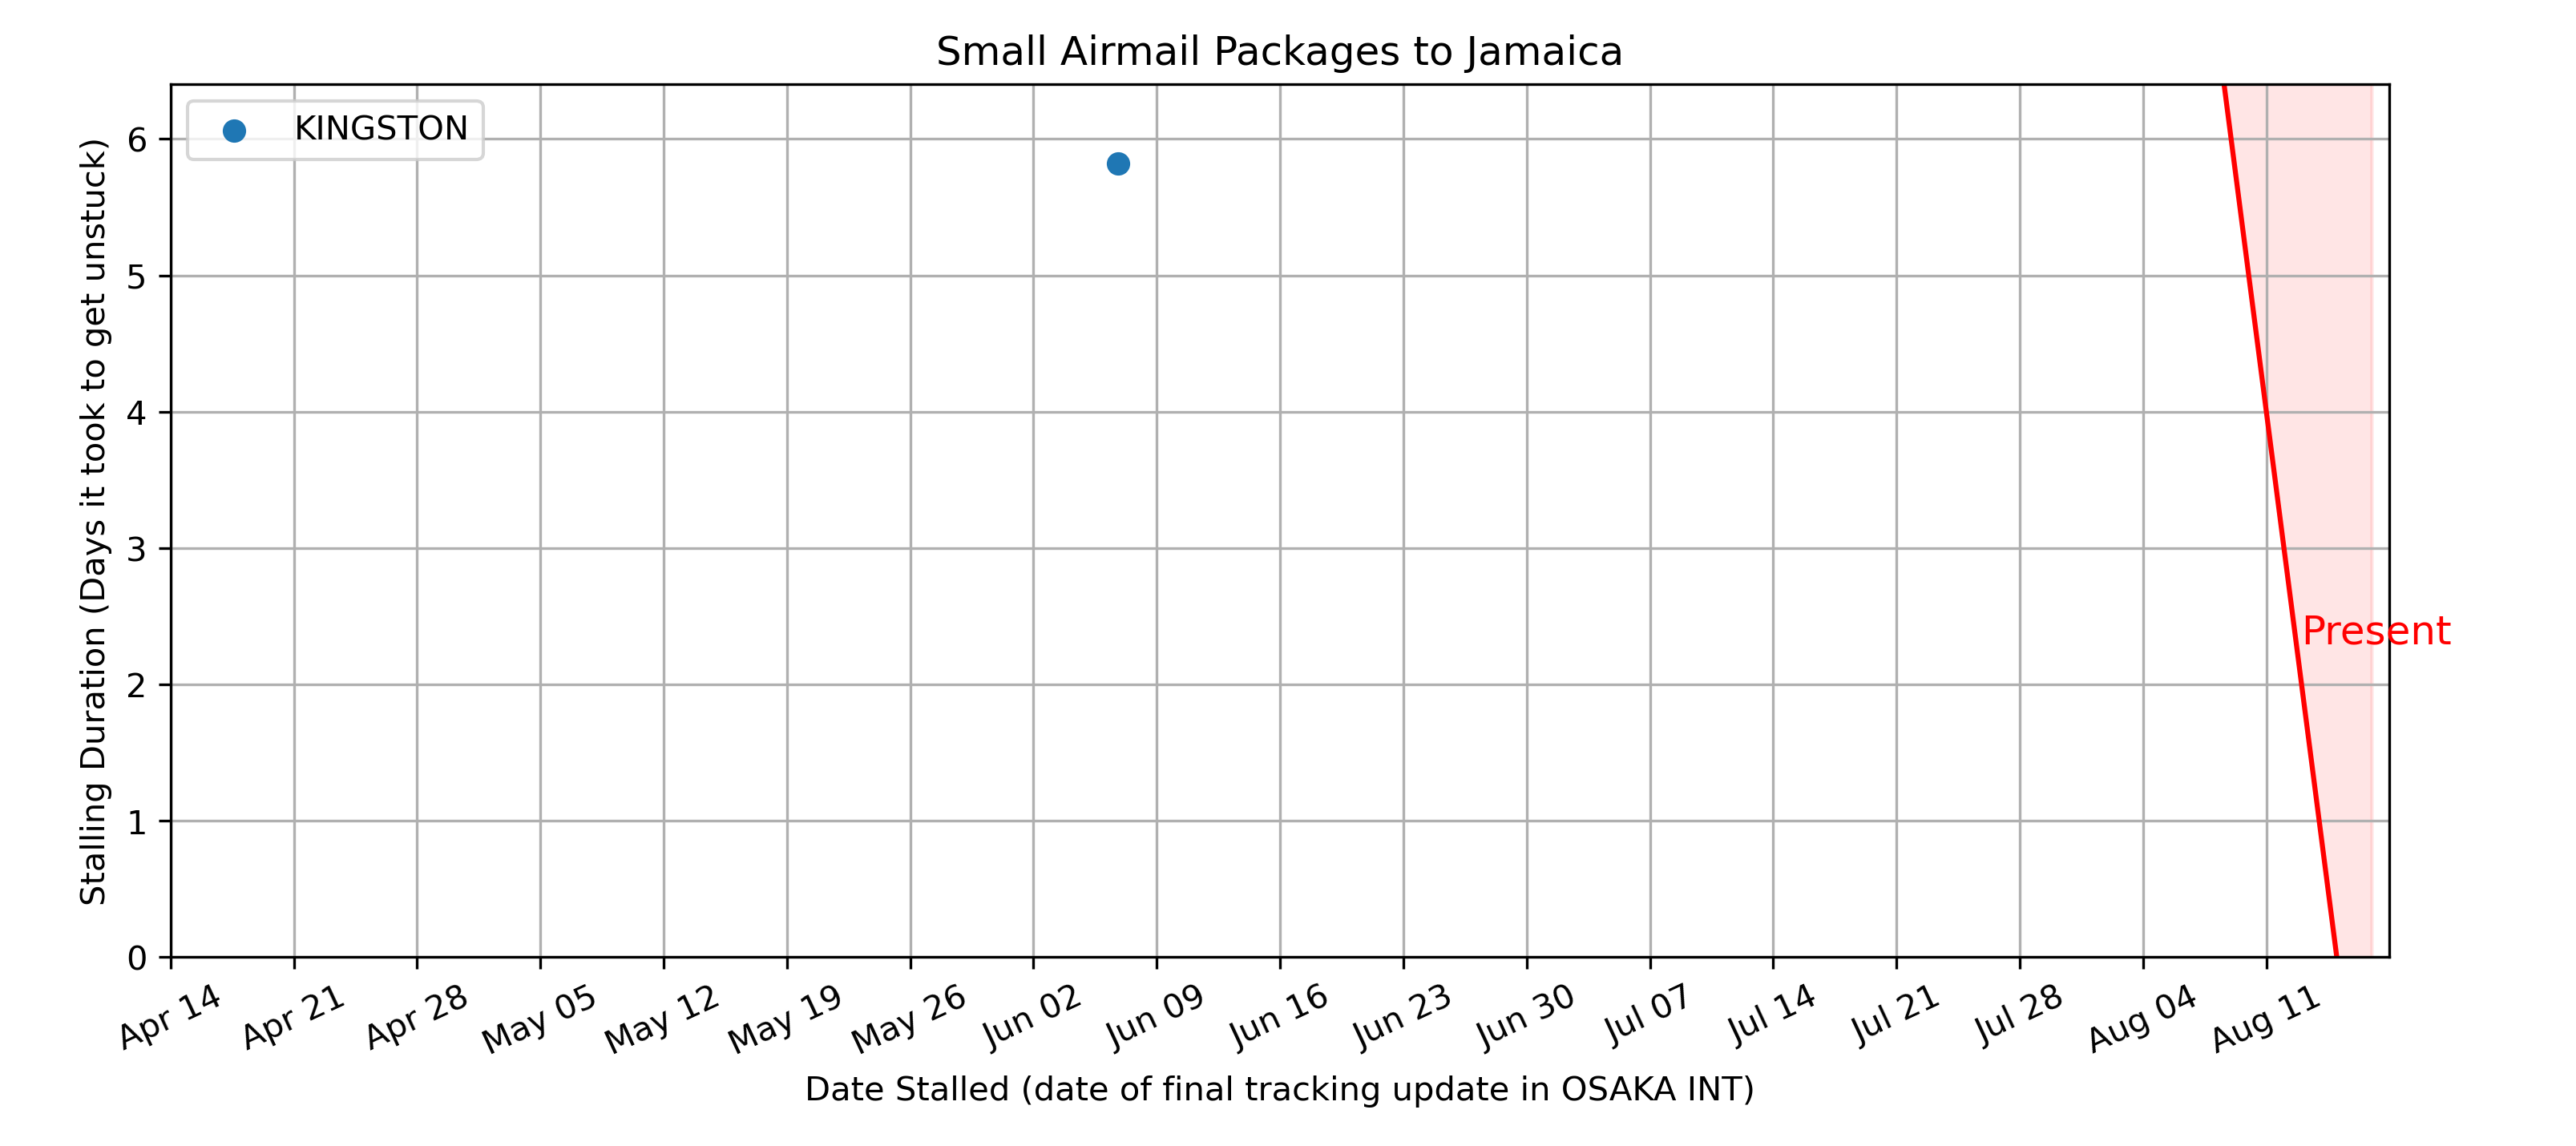 Small Airmail Packages to Jamaica
KINGSTON
Stalling Duration (Days it took to get unstuck)
6
5
4
3
2
1
0
Present
Apr 14
Apr 21
Apr 28
May 05
May 12
May 19
May 26
Jun 02
Jun 09
Jun 16
Jun 23
Jun 30
Jul 07
Jul 14
Jul 21
Jul 28
Aug 04
Aug 11
Date Stalled (date of final tracking update in OSAKA INT)